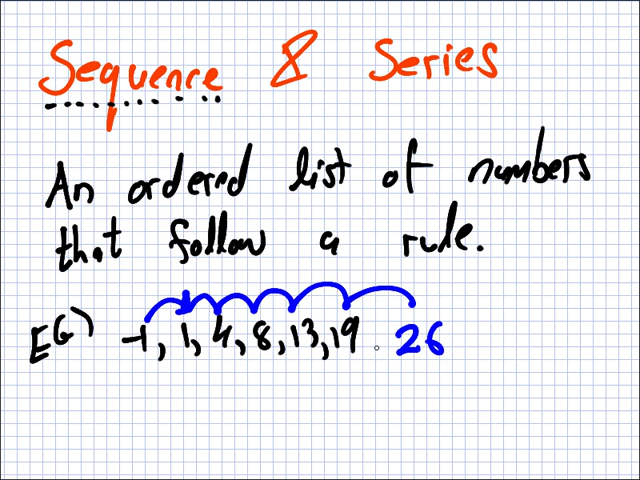 Sequence & Series
An ordered list of numbers
that follow a rule.
EG) -1, 1, 4, 8, 13, 19 26